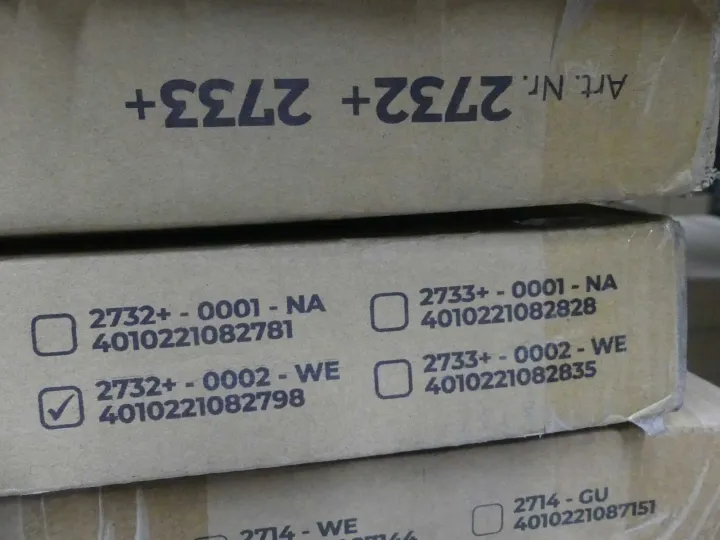 Art. Nr. 2732+ 2733+
2732+ - 0001 - NA
4010221082781
2733+ - 0001 - NA
4010221082828
2732+ - 0002 - WE
4010221082798
2733+ - 0002 - WE
4010221082835
2714 - WE
2714 - GU
4010221087151